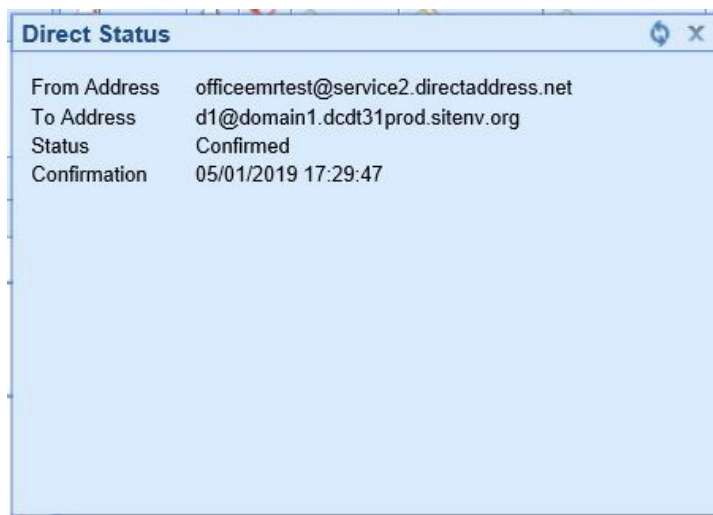 Direct Status
From Address officeemrtest@service2.directaddress.net
To Address d1@domain1.dcdt31prod.sitenv.org
Status Confirmed
Confirmation 05/01/2019 17:29:47